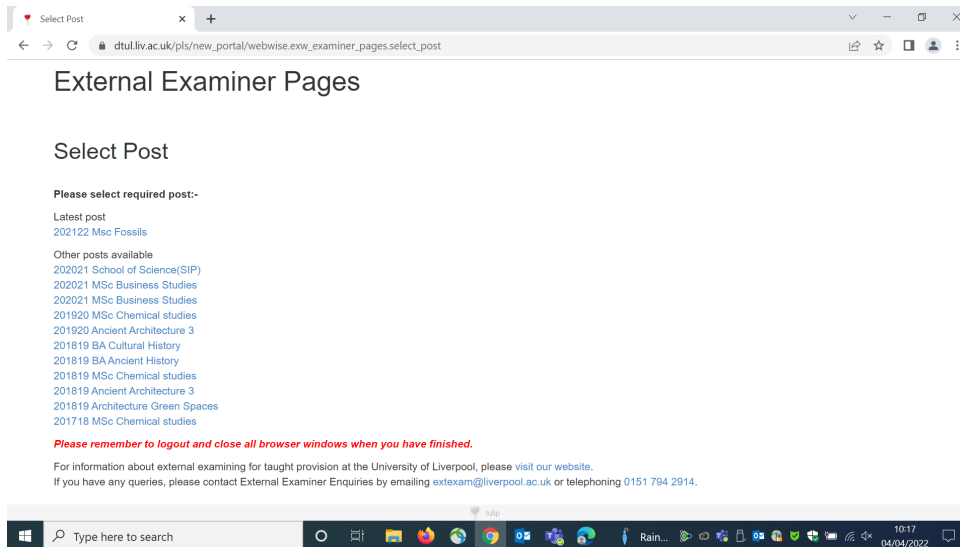 Select Post
dtul.liv.ac.uk/pls/new_portal/webwise.exw_examiner_pages.select_post
External Examiner Pages
Select Post
Please select required post:-
Latest post
202122 Msc Fossils
Other posts available
202021 School of Science(SIP)
202021 MSc Business Studies
202021 MSc Business Studies
201920 MSc Chemical studies
201920 Ancient Architecture 3
201819 BA Cultural History
201819 BA Ancient History
201819 MSc Chemical studies
201819 Ancient Architecture 3
201819 Architecture Green Spaces
201718 MSc Chemical studies
Please remember to logout and close all browser windows when you have finished.
For information about external examining for taught provision at the University of Liverpool, please visit our website.
If you have any queries, please contact External Examiner Enquiries by emailing extexam@liverpool.ac.uk or telephoning 0151 794 2914.
tulip
Type here to search
Rain...
10:17
04/04/2022